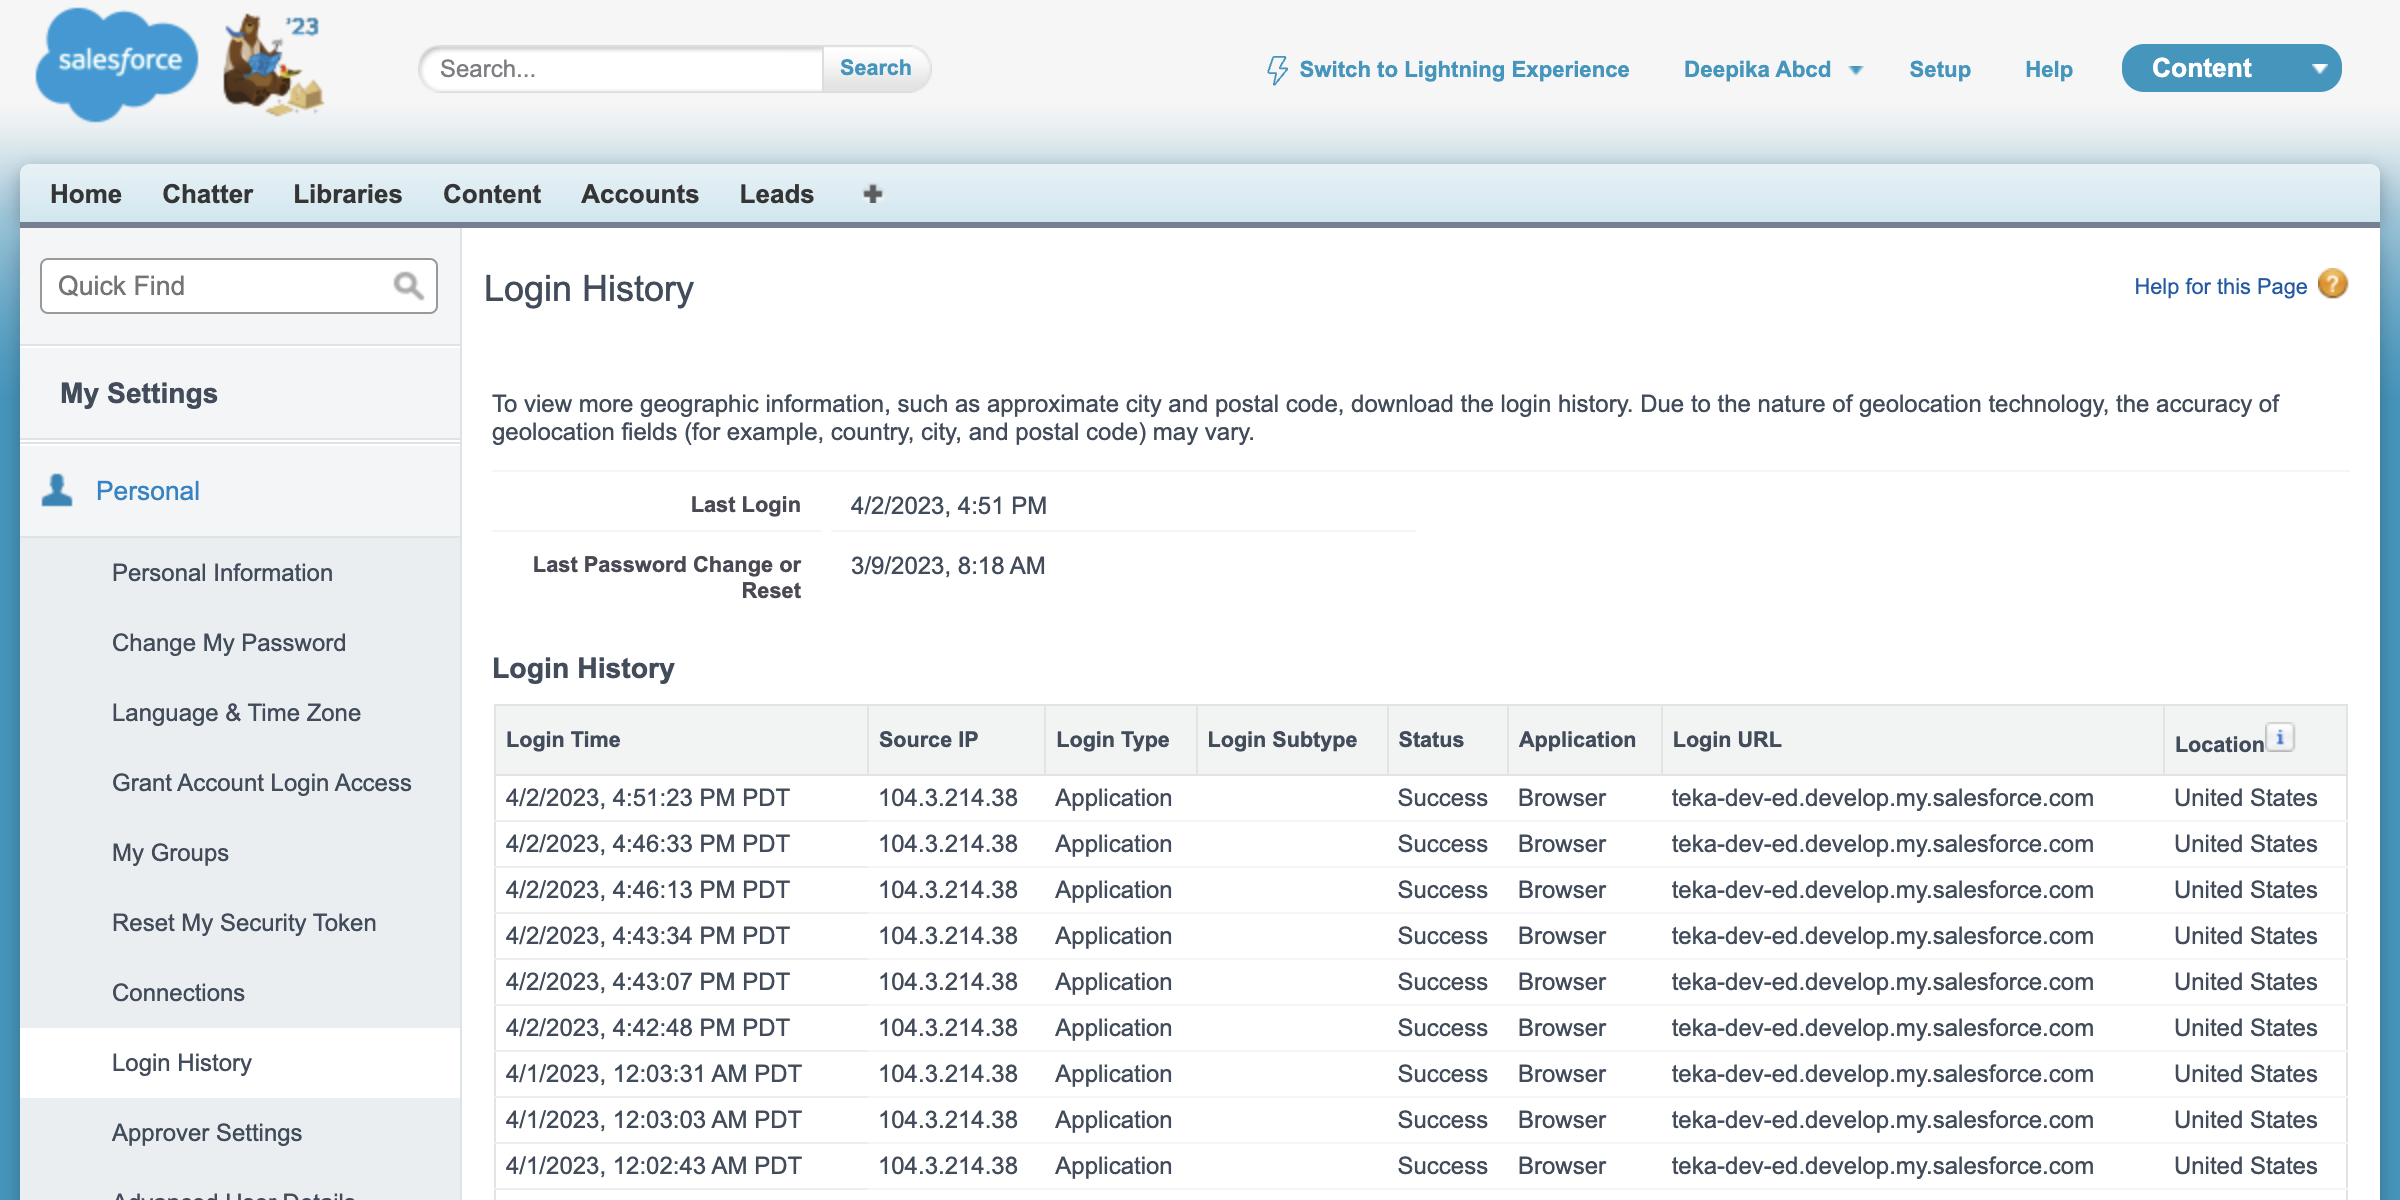 salesforce
'23
Search...
Search
Switch to Lightning Experience
Deepika Abcd
Setup
Help
Content
Home Chatter Libraries Content Accounts Leads
Quick Find
My Settings
Personal
Personal Information
Change My Password
Language & Time Zone
Grant Account Login Access
My Groups
Reset My Security Token
Connections
Login History
Approver Settings
Advanced User Details
Login History
Help for this Page ?
To view more geographic information, such as approximate city and postal code, download the login history. Due to the nature of geolocation technology, the accuracy of
geolocation fields (for example, country, city, and postal code) may vary.
Last Login 4/2/2023, 4:51 PM
Last Password Change or 3/9/2023, 8:18 AM
Reset
Login History
Login Time Source IP Login Type Login Subtype Status Application Login URL Location i
4/2/2023, 4:51:23 PM PDT 104.3.214.38 Application Success Browser teka-dev-ed.develop.my.salesforce.com United States
4/2/2023, 4:46:33 PM PDT 104.3.214.38 Application Success Browser teka-dev-ed.develop.my.salesforce.com United States
4/2/2023, 4:46:13 PM PDT 104.3.214.38 Application Success Browser teka-dev-ed.develop.my.salesforce.com United States
4/2/2023, 4:43:34 PM PDT 104.3.214.38 Application Success Browser teka-dev-ed.develop.my.salesforce.com United States
4/2/2023, 4:43:07 PM PDT 104.3.214.38 Application Success Browser teka-dev-ed.develop.my.salesforce.com United States
4/2/2023, 4:42:48 PM PDT 104.3.214.38 Application Success Browser teka-dev-ed.develop.my.salesforce.com United States
4/1/2023, 12:03:31 AM PDT 104.3.214.38 Application Success Browser teka-dev-ed.develop.my.salesforce.com United States
4/1/2023, 12:03:03 AM PDT 104.3.214.38 Application Success Browser teka-dev-ed.develop.my.salesforce.com United States
4/1/2023, 12:02:43 AM PDT 104.3.214.38 Application Success Browser teka-dev-ed.develop.my.salesforce.com United States